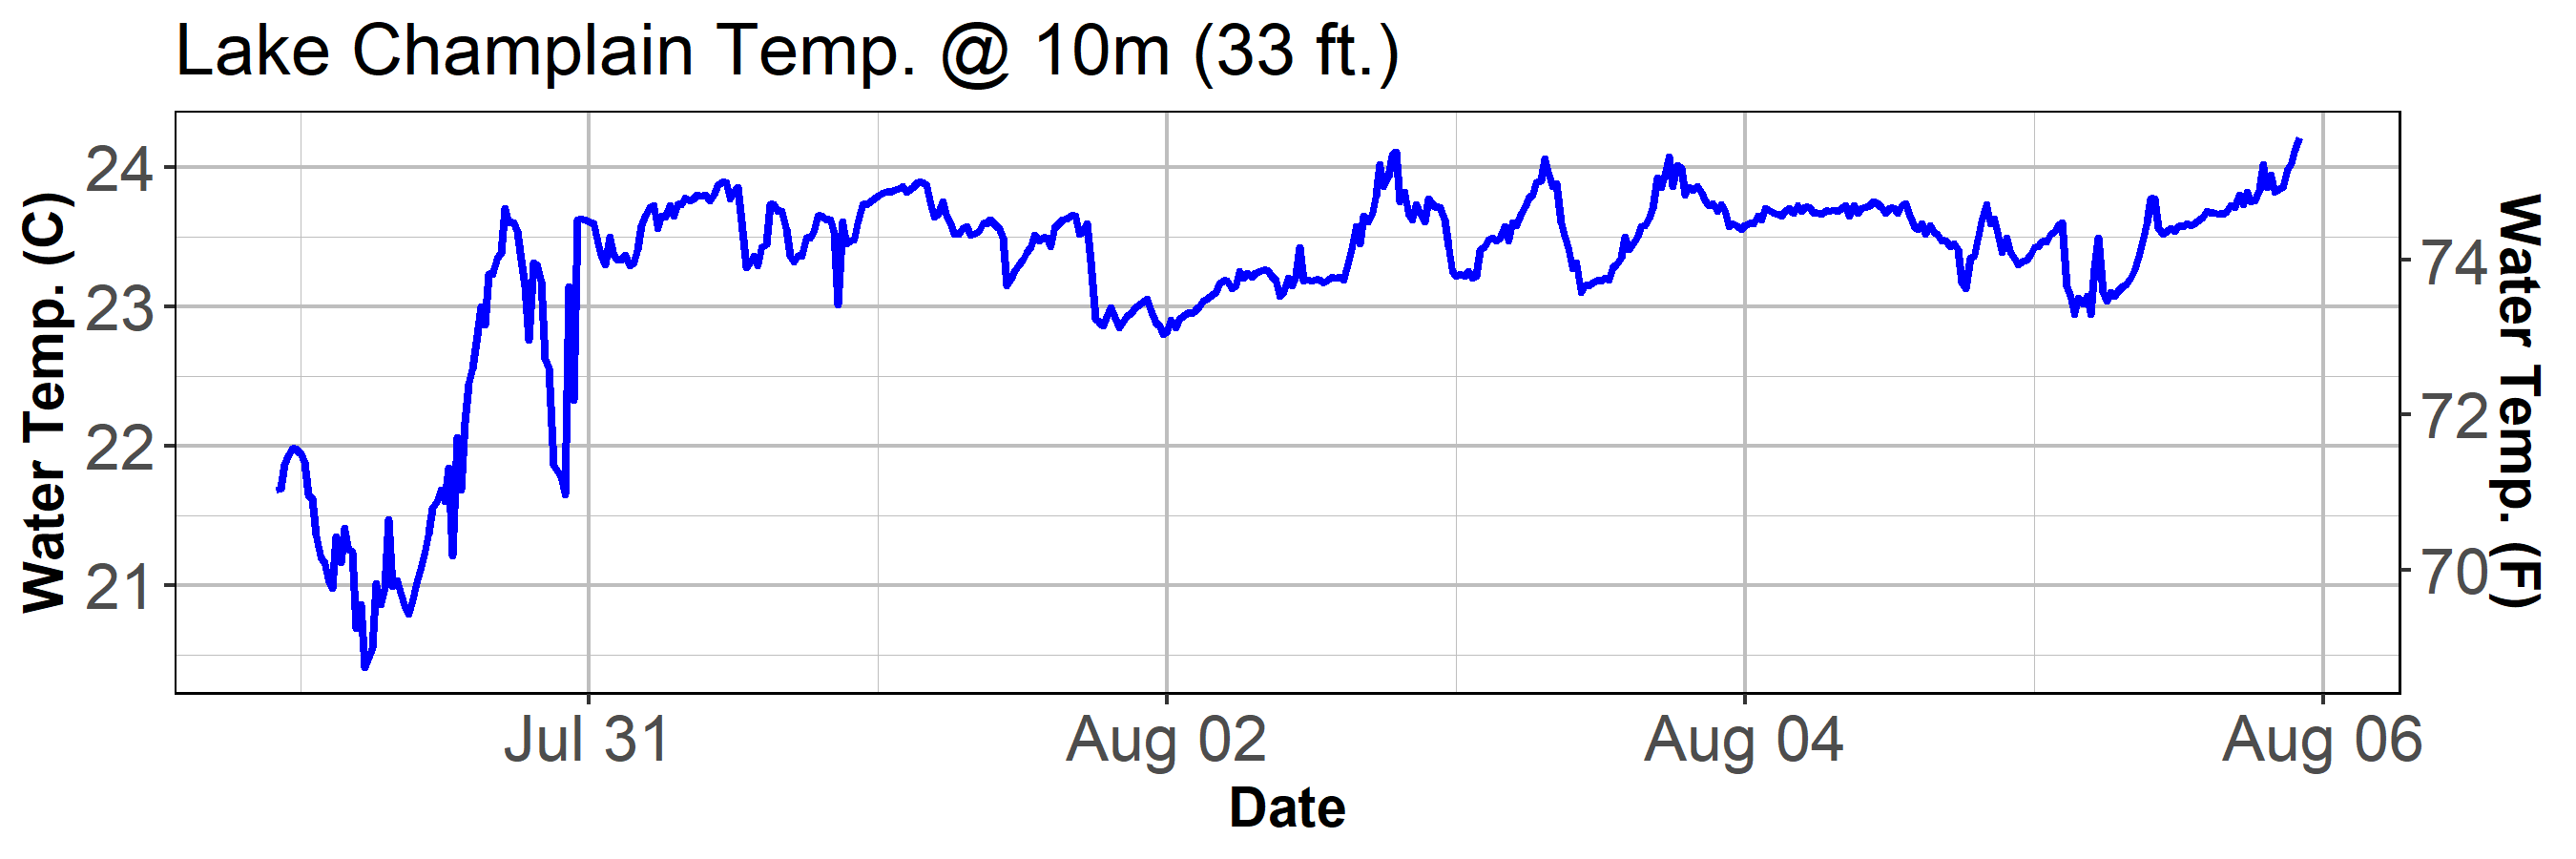 Lake Champlain Temp. @ 10m (33 ft.)
Water Temp. (C)
24
23
22
21
74
72
70
Water Temp. (F)
Jul 31
Aug 02
Aug 04
Aug 06
Date